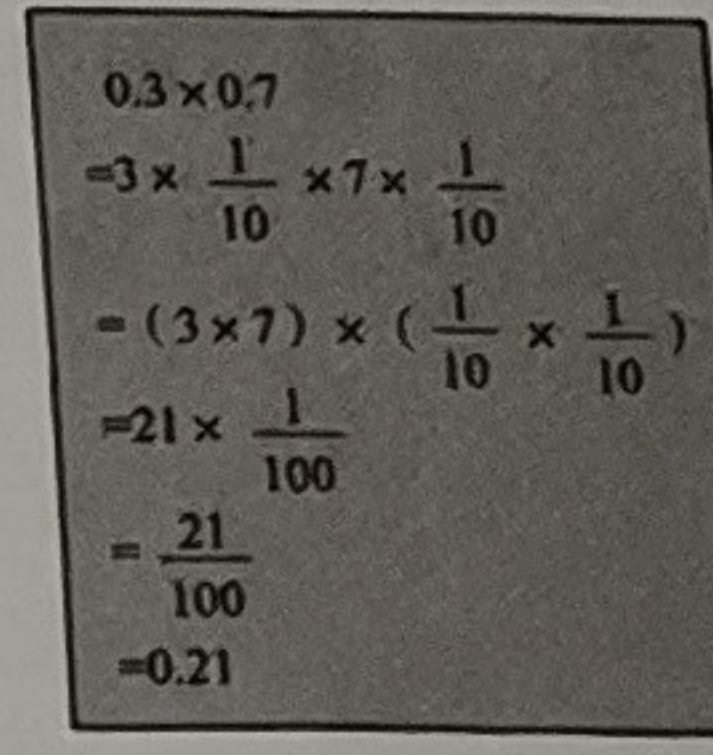 0.3×0.7
=3× 1/10 ×7× 1/10
=(3×7)×(1/10 × 1/10)
=21× 1/100
= 21/100
=0.21